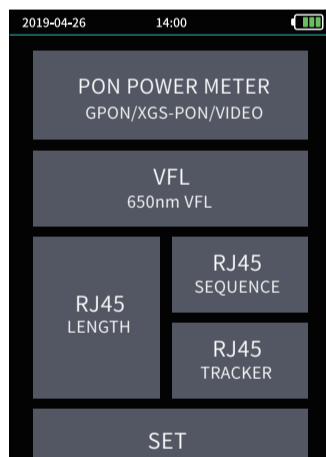 2019-04-26 14:00
PON POWER METER
GPON/XGS-PON/VIDEO
VFL
650nm VFL
RJ45
LENGTH
RJ45
SEQUENCE
RJ45
TRACKER
SET